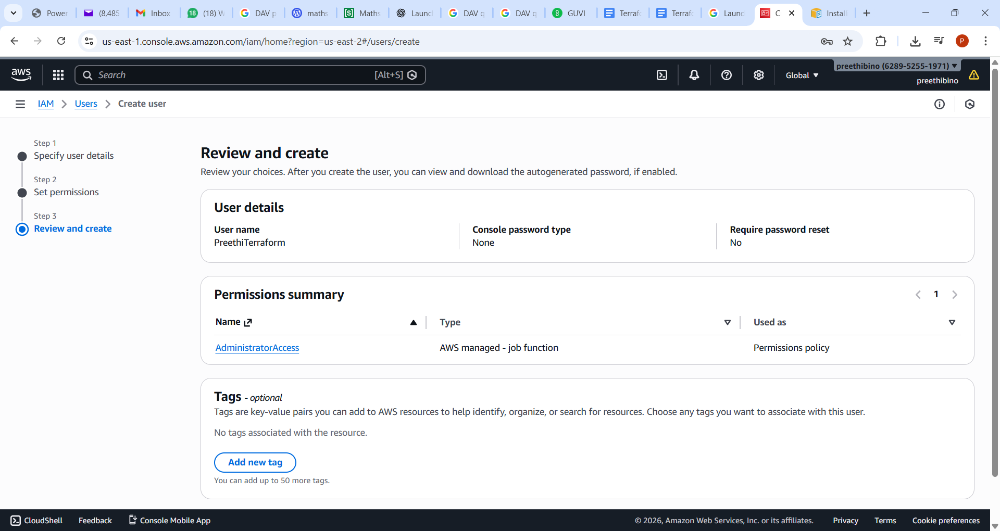 Power
(8,485
Inbox
18
(18) W
DAV p
maths
Maths
Launc
DAV q
DAV q
GUVI
Terrafo
Terrafo
Launc
Install
us-east-1.console.aws.amazon.com/iam/home?region=us-east-2#/users/create
P
aws
Search
[Alt+S]
Global
preethibino (6289-5255-1971)
preethibino
IAM
Users
Create user
Step 1
Specify user details
Step 2
Set permissions
Step 3
Review and create
Review and create
Review your choices. After you create the user, you can view and download the autogenerated password, if enabled.
User details
User name
PreethiTerraform
Console password type
None
Require password reset
No
Permissions summary
1
Name
Type
Used as
AdministratorAccess
AWS managed - job function
Permissions policy
Tags - optional
Tags are key-value pairs you can add to AWS resources to help identify, organize, or search for resources. Choose any tags you want to associate with this user.
No tags associated with the resource.
Add new tag
You can add up to 50 more tags.
CloudShell
Feedback
Console Mobile App
© 2026, Amazon Web Services, Inc. or its affiliates.
Privacy
Terms
Cookie preferences